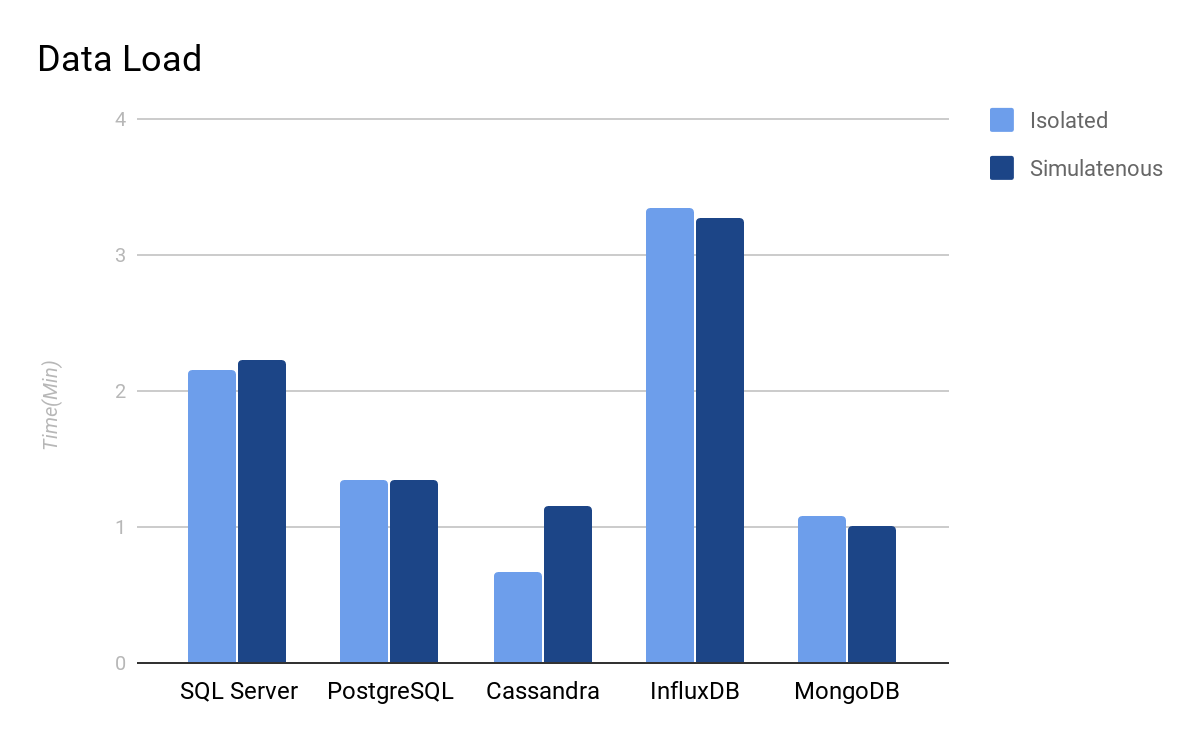 Data Load
Isolated
Simulatenous
4
3
2
1
0
Time(Min)
SQL Server PostgreSQL Cassandra InfluxDB MongoDB